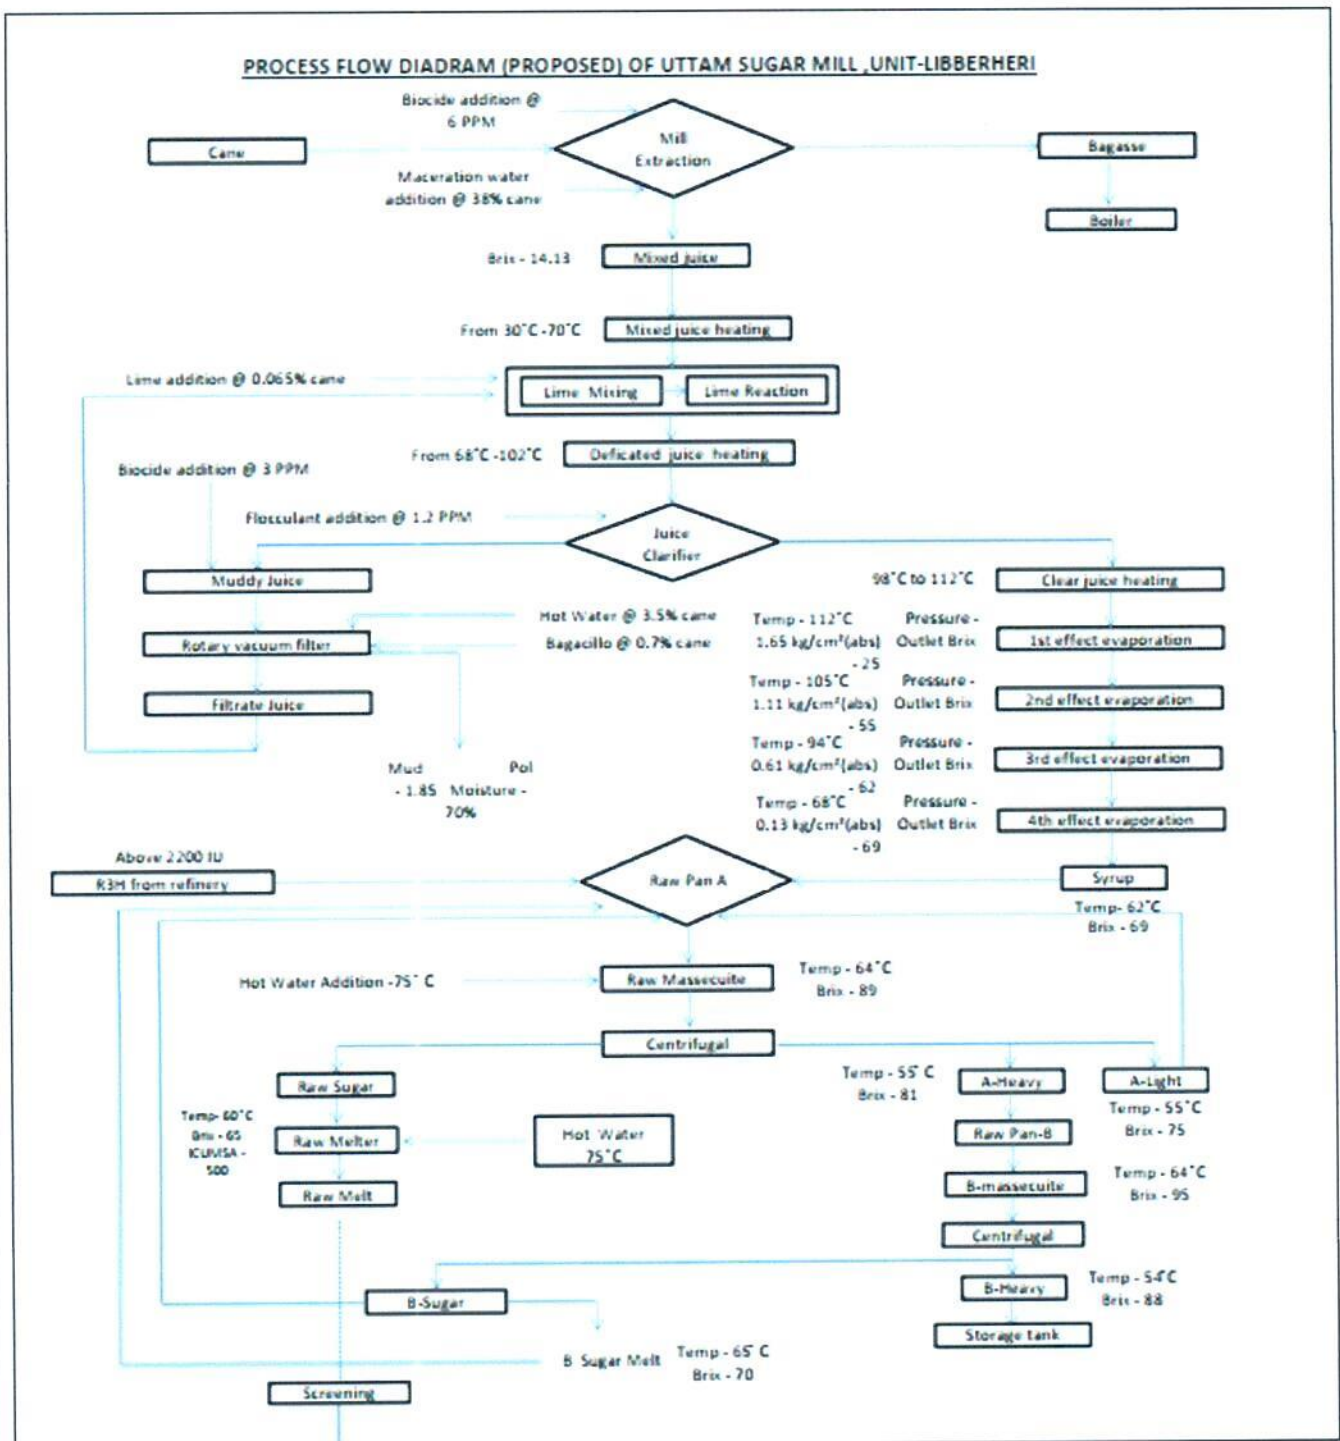 PROCESS FLOW DIADRAM (PROPOSED) OF UTTAM SUGAR MILL ,UNIT-LIBBERHERI
Biocide addition @
6 PPM
Cane
Mill
Extraction
Bagasse
Maceration water
addition @ 38% cane
Boiler
Brix - 14.13
Mixed juice
From 30°C -70°C
Mixed juice heating
Lime addition @ 0.065% cane
Lime Mixing
Lime Reaction
From 68°C -102°C
Deficated juice heating
Biocide addition @ 3 PPM
Flocculant addition @ 1.2 PPM
Juice
Clarifier
Muddy Juice
98°C to 112°C
Clear juice heating
Hot Water @ 3.5% cane
Rotary vacuum filter
Bagacillo @ 0.7% cane
Temp - 112°C Pressure -
1.65 kg/cm²(abs) Outlet Brix
- 25
1st effect evaporation
Filtrate Juice
Temp - 105°C Pressure -
1.11 kg/cm²(abs) Outlet Brix
- 55
2nd effect evaporation
Temp - 94°C Pressure -
0.61 kg/cm²(abs) Outlet Brix
- 62
3rd effect evaporation
Mud Pol
- 1.85 Moisture -
70%
Temp - 68°C Pressure -
0.13 kg/cm²(abs) Outlet Brix
- 69
4th effect evaporation
Above 2200 IU
R3H from refinery
Raw Pan A
Syrup
Temp- 62°C
Brix - 69
Hot Water Addition -75° C
Raw Massecuite
Temp - 64°C
Brix - 89
Centrifugal
Raw Sugar
Temp - 55° C
Brix - 81
A-Heavy
A-Light
Temp - 55°C
Brix - 75
Temp- 60°C
Brix - 65
ICUMSA -
500
Raw Melter
Hot Water
75°C
Raw Pan-B
Raw Melt
B-massecuite
Temp - 64°C
Brix - 95
Centrifugal
B-Sugar
B-Heavy
Temp - 54°C
Brix - 88
Storage tank
B Sugar Melt
Temp - 65° C
Brix - 70
Screening